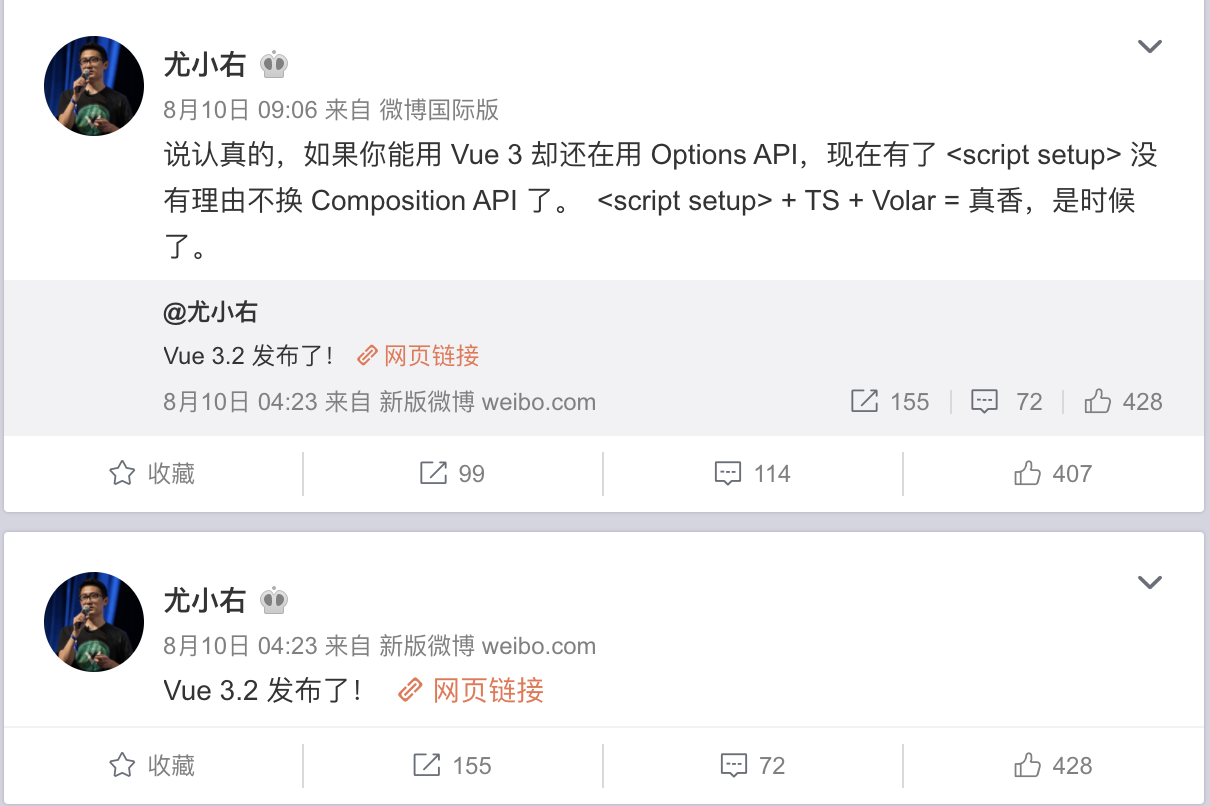 尤小右
8月10日 09:06 来自 微博国际版
说认真的，如果你能用 Vue 3 却还在用 Options API，现在有了 <script setup> 没
有理由不换 Composition API 了。 <script setup> + TS + Volar = 真香，是时候
了。
@尤小右
Vue 3.2 发布了！ 网页链接
8月10日 04:23 来自 新版微博 weibo.com 155 72 428
收藏 99 114 407
尤小右
8月10日 04:23 来自 新版微博 weibo.com
Vue 3.2 发布了！ 网页链接
收藏 155 72 428